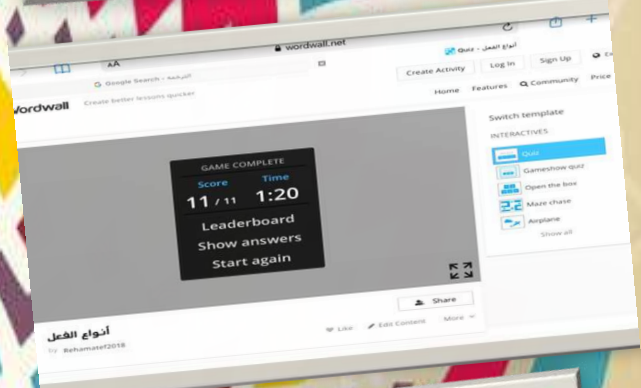 AA
wordwall.net
Google Search - الترجمة
Quiz - أنواع الفعل
Wordwall
Create better lessons quicker
Create Activity
Log In
Sign Up
Home
Features
Community
Price
GAME COMPLETE
Score
Time
11 / 11
1:20
Leaderboard
Show answers
Start again
Switch template
INTERACTIVES
Quiz
Gameshow quiz
Open the box
Maze chase
Airplane
Show all
Share
أنواع الفعل
by Rehamatef2018
Like
Edit Content
More